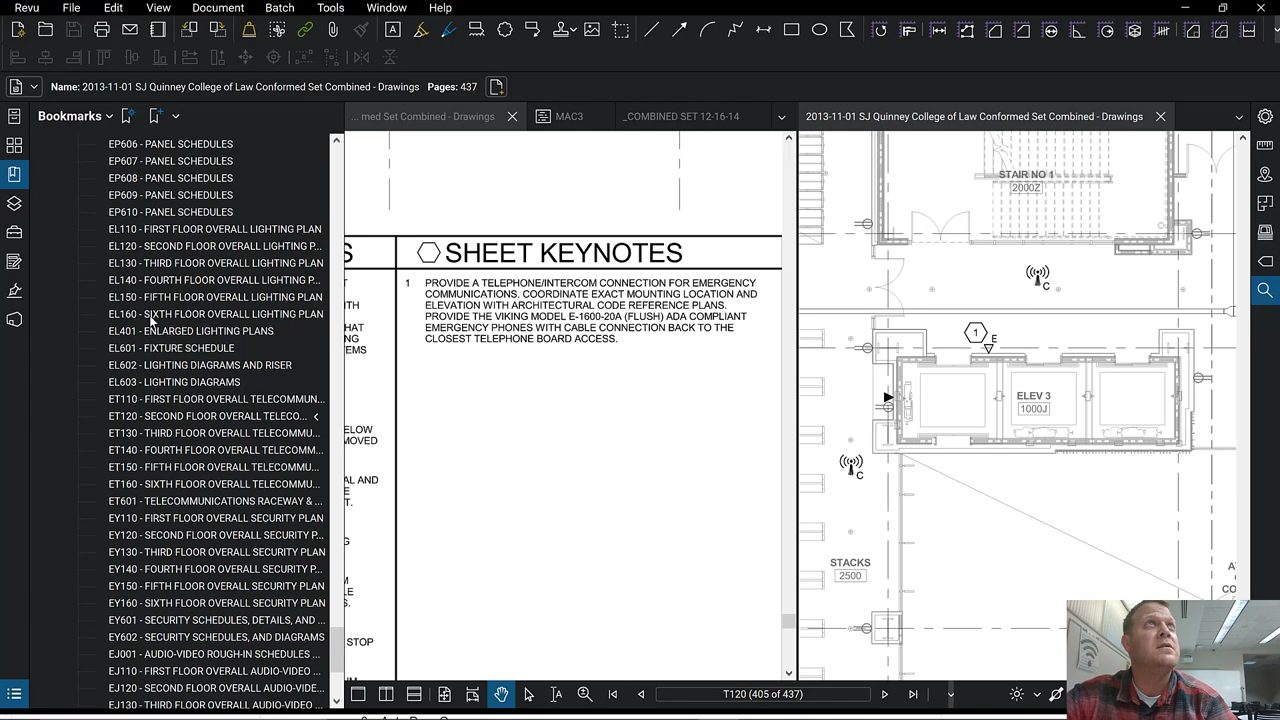 Revu File Edit View Document Batch Tools Window Help
Name: 2013-11-01 SJ Quinney College of Law Conformed Set Combined - Drawings Pages: 437
Bookmarks
... rmed Set Combined - Drawings
MAC3
_COMBINED SET 12-16-14
2013-11-01 SJ Quinney College of Law Conformed Set Combined - Drawings
EP606 - PANEL SCHEDULES
EP607 - PANEL SCHEDULES
EP608 - PANEL SCHEDULES
EP609 - PANEL SCHEDULES
EP610 - PANEL SCHEDULES
EL110 - FIRST FLOOR OVERALL LIGHTING PLAN
EL120 - SECOND FLOOR OVERALL LIGHTING P...
EL130 - THIRD FLOOR OVERALL LIGHTING PLAN
EL140 - FOURTH FLOOR OVERALL LIGHTING P...
EL150 - FIFTH FLOOR OVERALL LIGHTING PLAN
EL160 - SIXTH FLOOR OVERALL LIGHTING PLAN
EL401 - ENLARGED LIGHTING PLANS
EL601 - FIXTURE SCHEDULE
EL602 - LIGHTING DIAGRAMS AND RISER
EL603 - LIGHTING DIAGRAMS
ET110 - FIRST FLOOR OVERALL TELECOMMUN...
ET120 - SECOND FLOOR OVERALL TELECO...
ET130 - THIRD FLOOR OVERALL TELECOMMU...
ET140 - FOURTH FLOOR OVERALL TELECOMM...
ET150 - FIFTH FLOOR OVERALL TELECOMMU...
ET160 - SIXTH FLOOR OVERALL TELECOMMU...
ET601 - TELECOMMUNICATIONS RACEWAY & ...
EY110 - FIRST FLOOR OVERALL SECURITY PLAN
EY120 - SECOND FLOOR OVERALL SECURITY P...
EY130 - THIRD FLOOR OVERALL SECURITY PLAN
EY140 - FOURTH FLOOR OVERALL SECURITY P...
EY150 - FIFTH FLOOR OVERALL SECURITY PLAN
EY160 - SIXTH FLOOR OVERALL SECURITY PLAN
EY601 - SECURITY SCHEDULES, DETAILS, AND ...
EY602 - SECURITY SCHEDULES, AND DIAGRAMS
EJ001 - AUDIO-VIDEO ROUGH-IN SCHEDULES ...
EJ110 - FIRST FLOOR OVERALL AUDIO-VIDEO ...
EJ120 - SECOND FLOOR OVERALL AUDIO-VIDE...
EJ130 - THIRD FLOOR OVERALL AUDIO-VIDEO ...
S
SHEET KEYNOTES
1 PROVIDE A TELEPHONE/INTERCOM CONNECTION FOR EMERGENCY
COMMUNICATIONS. COORDINATE EXACT MOUNTING LOCATION AND
ELEVATION WITH ARCHITECTURAL CODE REFERENCE PLANS.
PROVIDE THE VIKING MODEL E-1600-20A (FLUSH) ADA COMPLIANT
EMERGENCY PHONES WITH CABLE CONNECTION BACK TO THE
CLOSEST TELEPHONE BOARD ACCESS.
TH
HAT
NG
TEMS
ELOW
MOVED
AL AND
E
T.
G
M
LE
S.
T STOP
STAIR NO 1
2000Z
C
1
E
ELEV 3
1000J
C
STACKS
2500
A
CO
T120 (405 of 437)